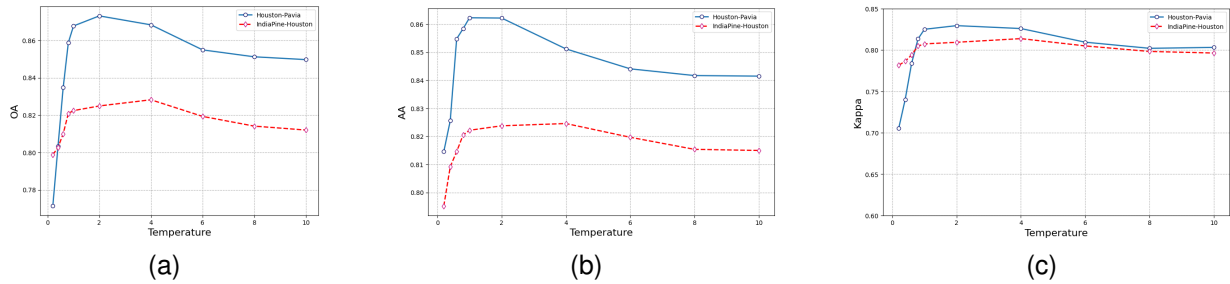 OA
0.86
0.84
0.82
0.80
0.78
0
2
4
6
8
10
Temperature
Houston-Pavia
IndiaPine-Houston
(a)
AA
0.86
0.85
0.84
0.83
0.82
0.81
0.80
0
2
4
6
8
10
Temperature
Houston-Pavia
IndiaPine-Houston
(b)
Kappa
0.85
0.80
0.75
0.70
0.65
0.60
0
2
4
6
8
10
Temperature
Houston-Pavia
IndiaPine-Houston
(c)